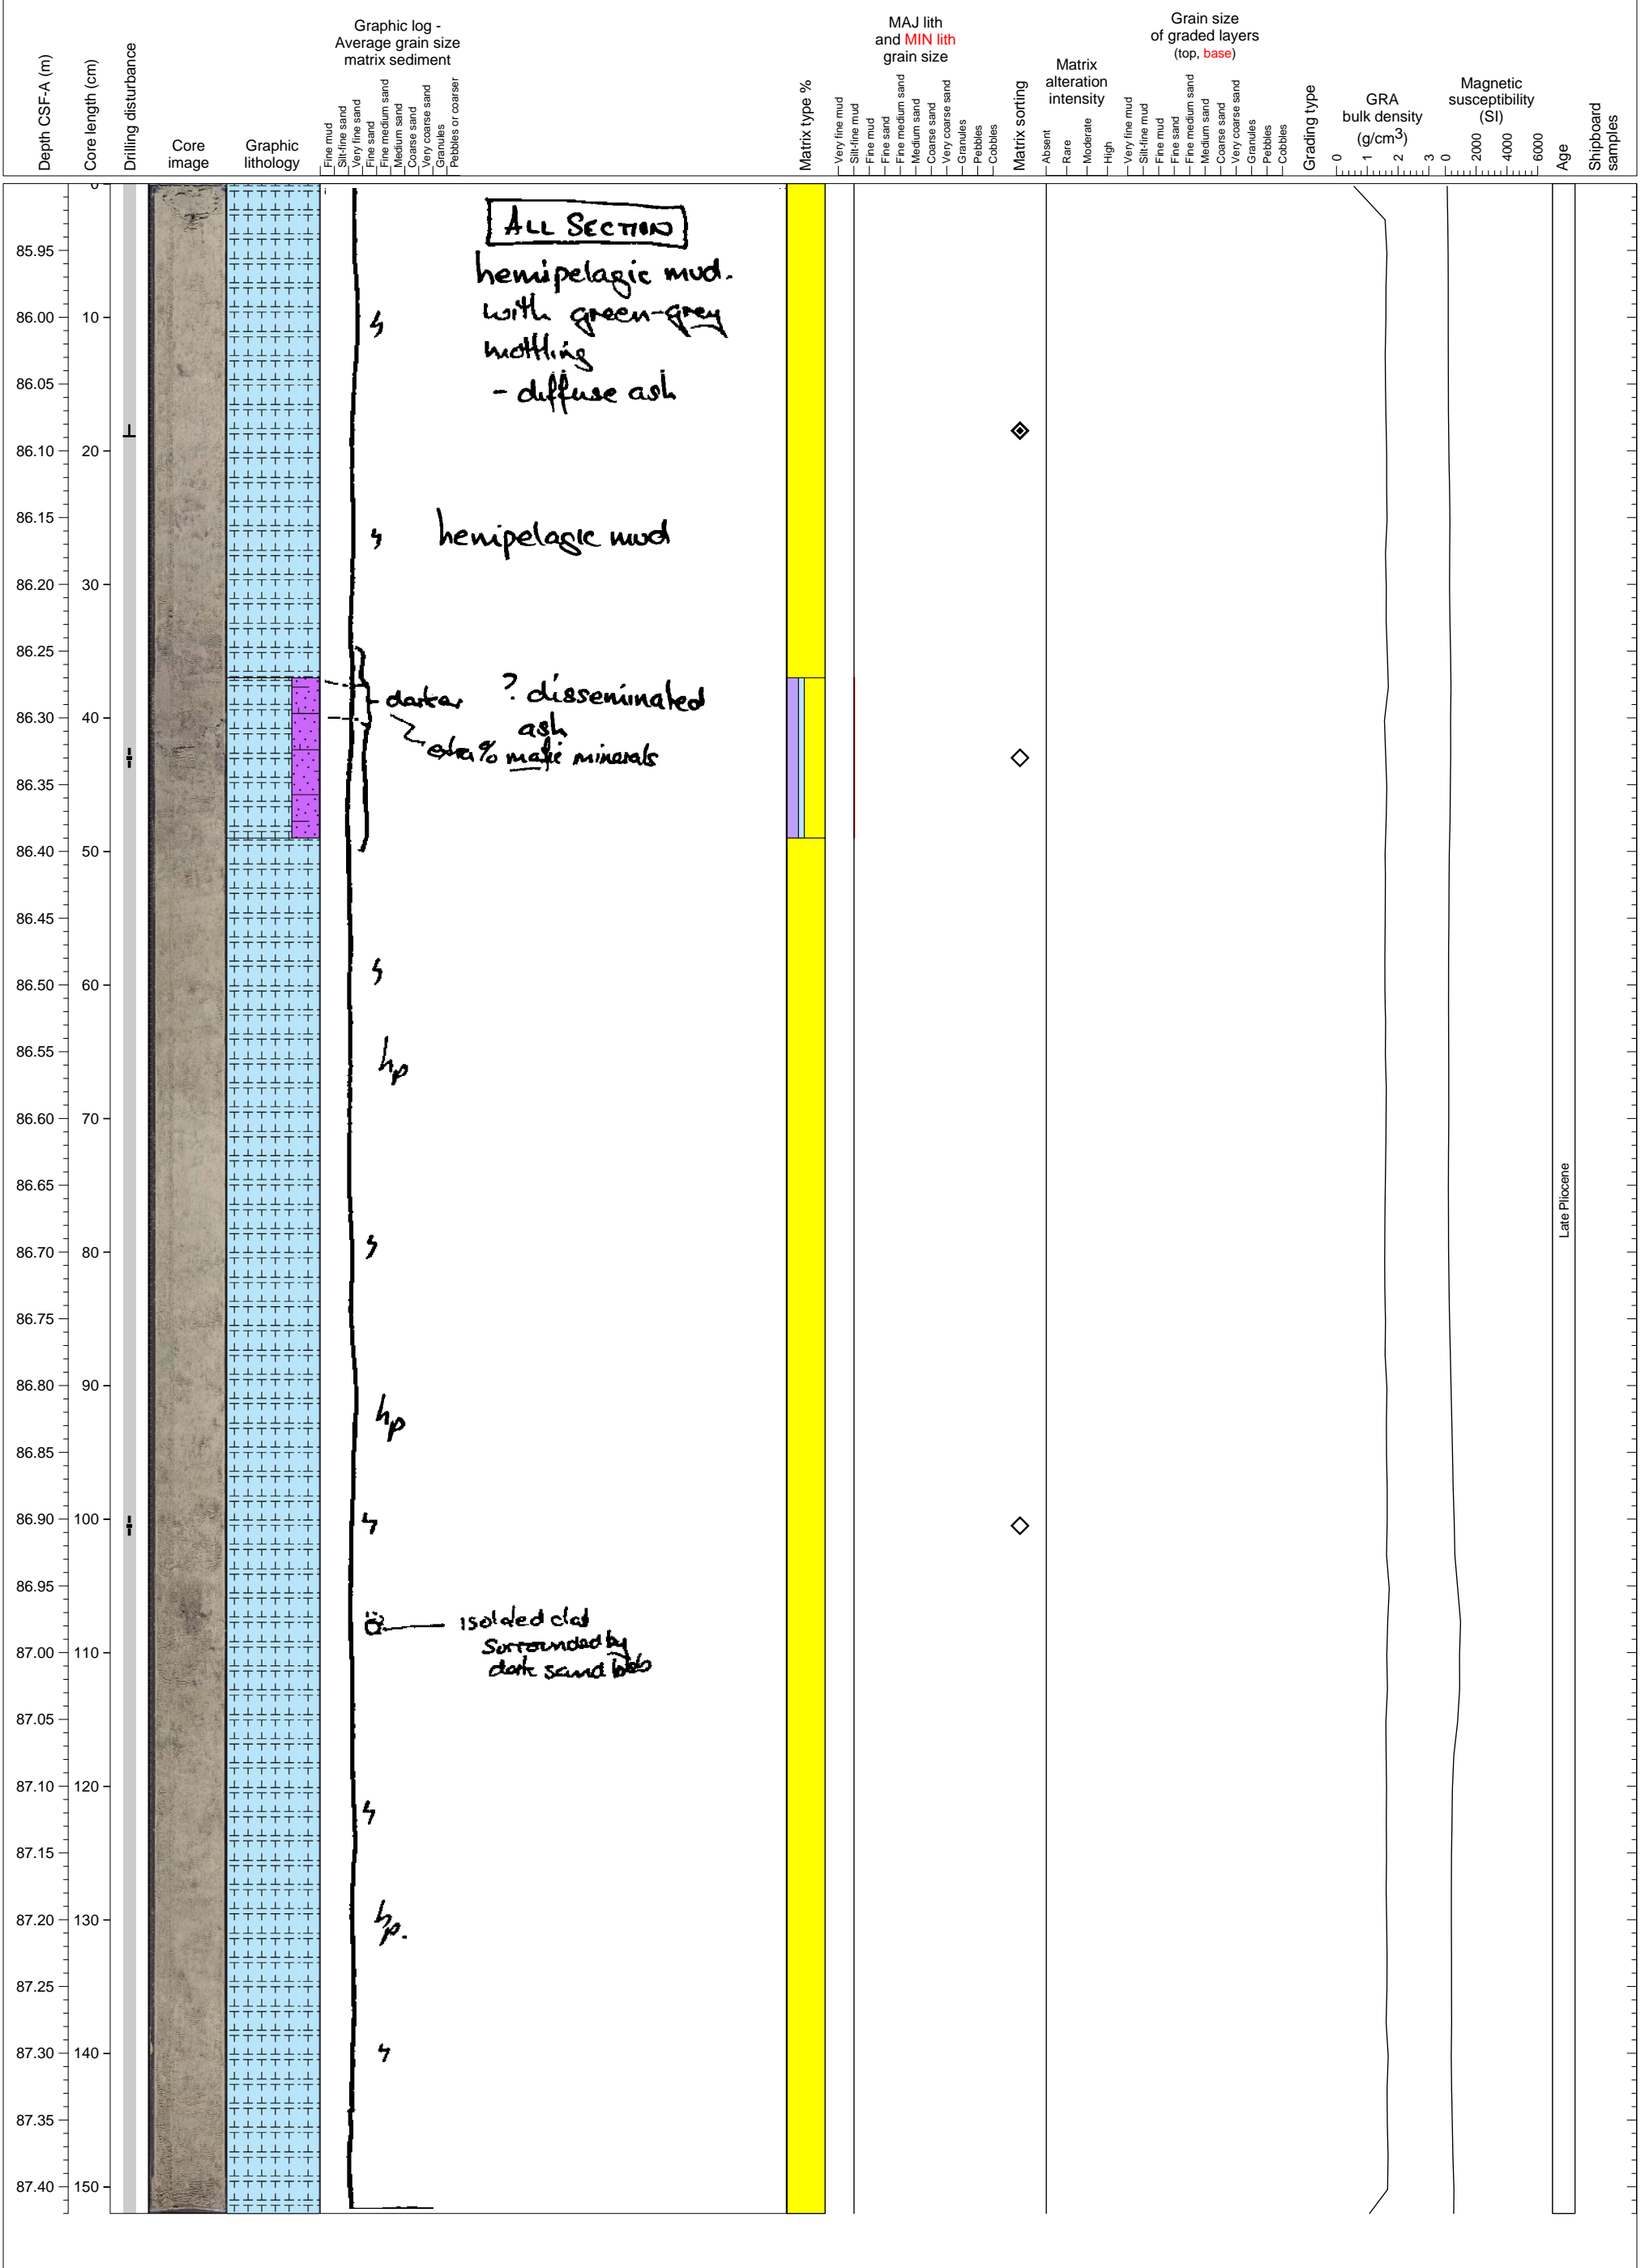 Depth CSF-A (m)
Core length (cm)
Drilling disturbance
Core
image
Graphic
lithology
Graphic log -
Average grain size
matrix sediment
Fine mud
Silt-fine sand
Very fine sand
Fine sand
Fine medium sand
Medium sand
Coarse sand
Very coarse sand
Granules
Pebbles or coarser
Matrix type %
MAJ lith
and MIN lith
grain size
Very fine mud
Silt-fine mud
Fine mud
Fine sand
Fine medium sand
Medium sand
Coarse sand
Very coarse sand
Granules
Pebbles
Cobbles
Matrix sorting
Matrix
alteration
intensity
Absent
Rare
Moderate
High
Grain size
of graded layers
(top, base)
Very fine mud
Silt-fine mud
Fine mud
Fine sand
Fine medium sand
Medium sand
Coarse sand
Very coarse sand
Granules
Pebbles
Cobbles
Grading type
GRA
bulk density
(g/cm3)
0 1 2 3
Magnetic
susceptibility
(SI)
0 2000 4000 6000
Age
Shipboard
samples
0
85.95
86.00 10
86.05
86.10 20
86.15
86.20 30
86.25
86.30 40
86.35
86.40 50
86.45
86.50 60
86.55
86.60 70
86.65
86.70 80
86.75
86.80 90
86.85
86.90 100
86.95
87.00 110
87.05
87.10 120
87.15
87.20 130
87.25
87.30 140
87.35
87.40 150
ALL SECTION
hemipelagic mud.
with green-grey
mottling
- diffuse ash
hemipelagic mud
darker ? disseminated
ash
% mafic minerals
hp
hp
isolated clast
surrounded by
dark sand blob
hp.
Late Pliocene